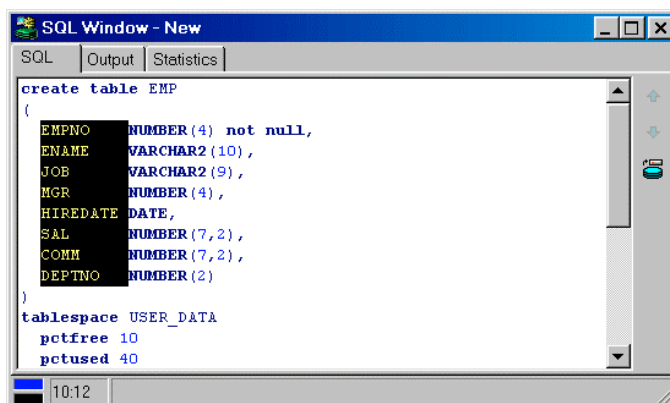 SQL Window - New
SQL Output Statistics
create table EMP
(
EMPNO NUMBER(4) not null,
ENAME VARCHAR2(10),
JOB VARCHAR2(9),
MGR NUMBER(4),
HIREDATE DATE,
SAL NUMBER(7,2),
COMM NUMBER(7,2),
DEPTNO NUMBER(2)
)
tablespace USER_DATA
pctfree 10
pctused 40
10:12